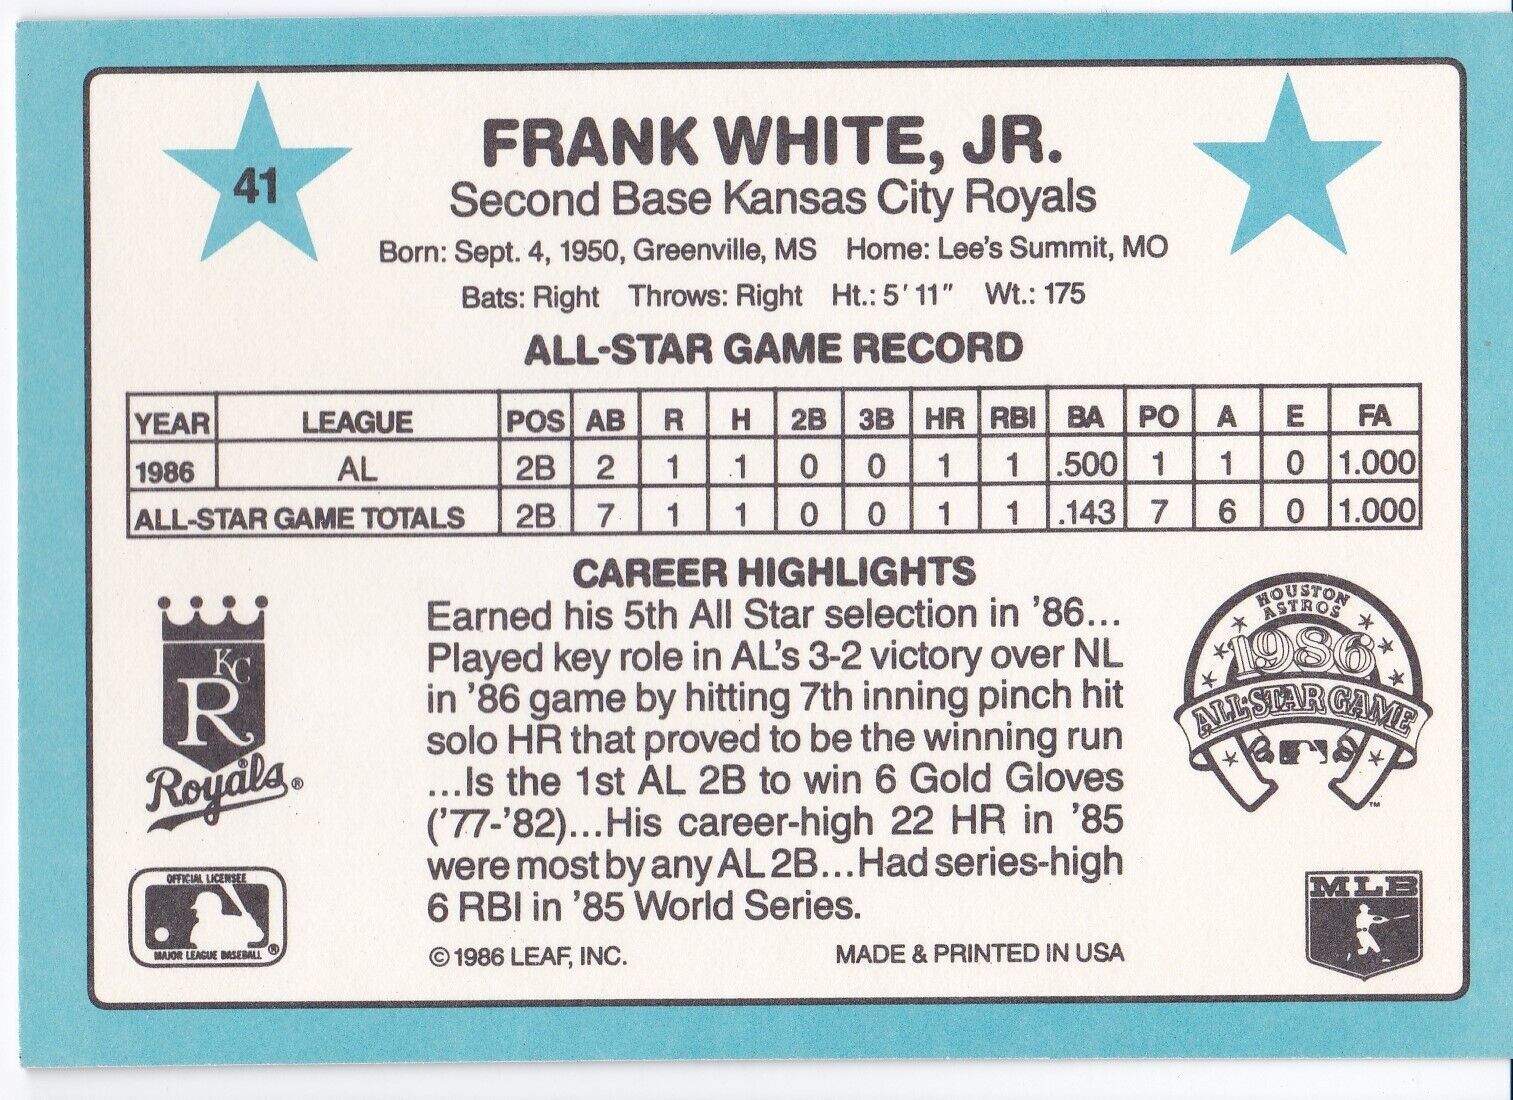 41
FRANK WHITE, JR.
Second Base Kansas City Royals
Born: Sept. 4, 1950, Greenville, MS Home: Lee's Summit, MO
Bats: Right Throws: Right Ht.: 5' 11" Wt.: 175
ALL-STAR GAME RECORD
YEAR LEAGUE POS AB R H 2B 3B HR RBI BA PO A E FA
1986 AL 2B 2 1 1 0 0 1 1 .500 1 1 0 1.000
ALL-STAR GAME TOTALS 2B 7 1 1 0 0 1 1 .143 7 6 0 1.000
CAREER HIGHLIGHTS
Earned his 5th All Star selection in '86...
Played key role in AL's 3-2 victory over NL
in '86 game by hitting 7th inning pinch hit
solo HR that proved to be the winning run
...Is the 1st AL 2B to win 6 Gold Gloves
('77-'82)...His career-high 22 HR in '85
were most by any AL 2B...Had series-high
6 RBI in '85 World Series.
© 1986 LEAF, INC. MADE & PRINTED IN USA
KC
R
Royals®
OFFICIAL LICENSEE
MAJOR LEAGUE BASEBALL ®
HOUSTON
ASTROS
1986
ALL-STAR GAME
™
MLB